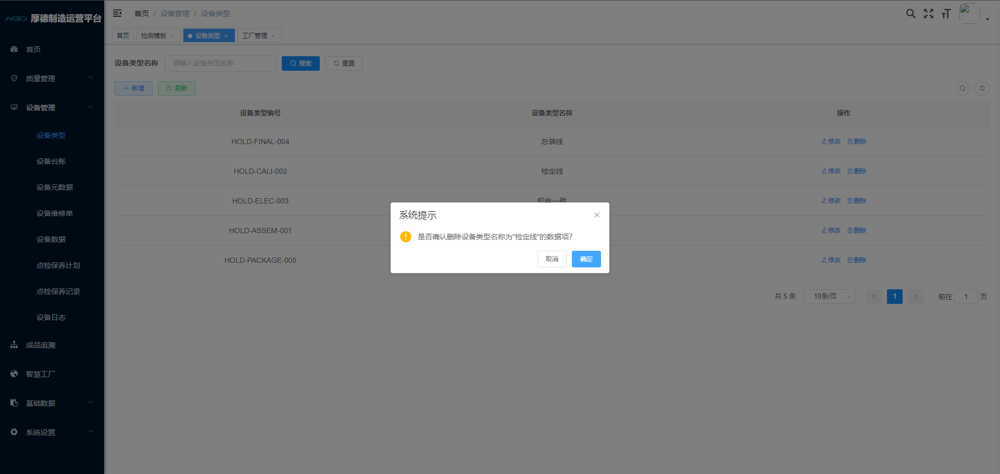 HOLD 厚德制造运营平台
首页 / 设备管理 / 设备类型
首页 检测模板 × 设备类型 × 工厂管理 ×
首页
质量管理
设备管理
设备类型
设备台账
设备元数据
设备维修单
设备数据
点检保养计划
点检保养记录
设备日志
成品追溯
智慧工厂
基础数据
系统设置
设备类型名称 请输入设备类型名称 搜索 重置
新增 刷新
设备类型编号 设备类型名称 操作
HOLD-FINAL-004 总装线 修改 删除
HOLD-CALI-002 检定线 修改 删除
HOLD-ELEC-003 机电一致 修改 删除
HOLD-ASSEM-001 修改 删除
HOLD-PACKAGE-005 修改 删除
系统提示
是否确认删除设备类型名称为"检定线"的数据项?
取消 确定
共 5 条 10条/页 1 前往 1 页